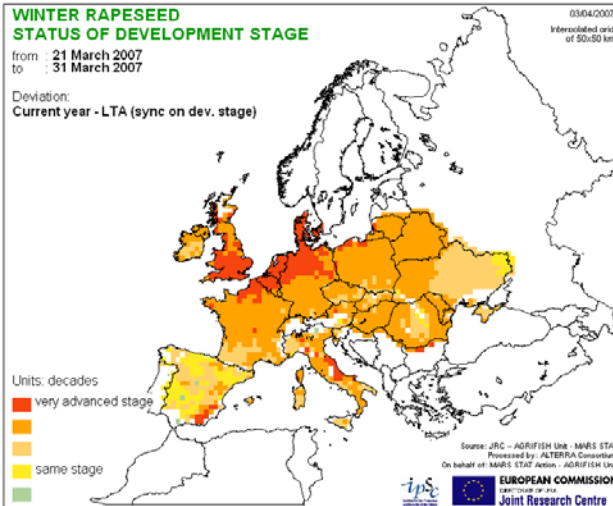 WINTER RAPESEED
STATUS OF DEVELOPMENT STAGE
from : 21 March 2007
to : 31 March 2007
03/04/2007
Interpolated grid
of 50x50 km
Deviation:
Current year - LTA (sync on dev. stage)
Units: decades
very advanced stage
same stage
Source: JRC – AGRIFISH Unit - MARS STA
Processed by: ALTERRA Consortium
On behalf of: MARS STAT Action - AGRIFISH Un
ipsc
EUROPEAN COMMISSION
Joint Research Centre